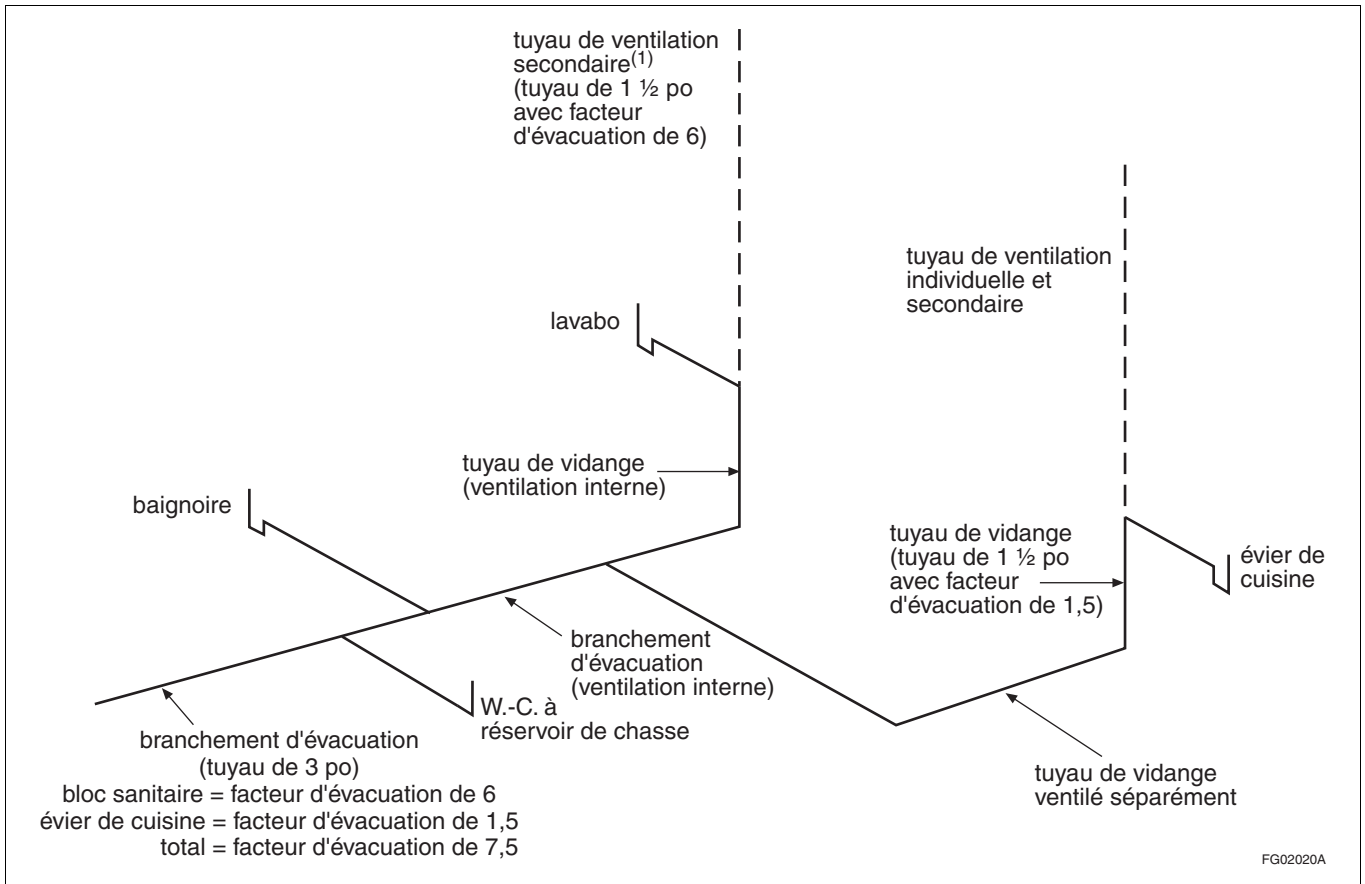 tuyau de ventilation
secondaire(1)
(tuyau de 1 ½ po
avec facteur
d'évacuation de 6)
tuyau de ventilation
individuelle et
secondaire
lavabo
tuyau de vidange
(ventilation interne)
baignoire
tuyau de vidange
(tuyau de 1 ½ po
avec facteur
d'évacuation de 1,5)
évier de
cuisine
branchement
d'évacuation
(ventilation interne)
W.-C. à
réservoir de chasse
branchement d'évacuation
(tuyau de 3 po)
bloc sanitaire = facteur d'évacuation de 6
évier de cuisine = facteur d'évacuation de 1,5
total = facteur d'évacuation de 7,5
tuyau de vidange
ventilé séparément
FG02020A